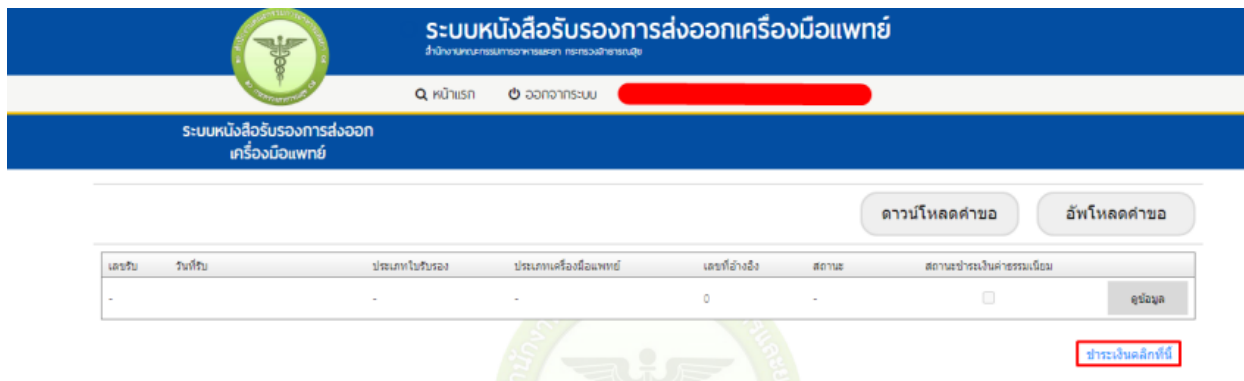 ระบบหนังสือรับรองการส่งออกเครื่องมือแพทย์
สำนักงานคณะกรรมการอาหารและยา กระทรวงสาธารณสุข
หน้าแรก ออกจากระบบ
ระบบหนังสือรับรองการส่งออก
เครื่องมือแพทย์
ดาวน์โหลดคำขอ อัพโหลดคำขอ
เลขรับ วันที่รับ ประเภทใบรับรอง ประเภทเครื่องมือแพทย์ เลขที่อ้างอิง สถานะ สถานะชำระเงินค่าธรรมเนียม
- - - 0 - ดูข้อมูล
ชำระเงินคลิกที่นี่